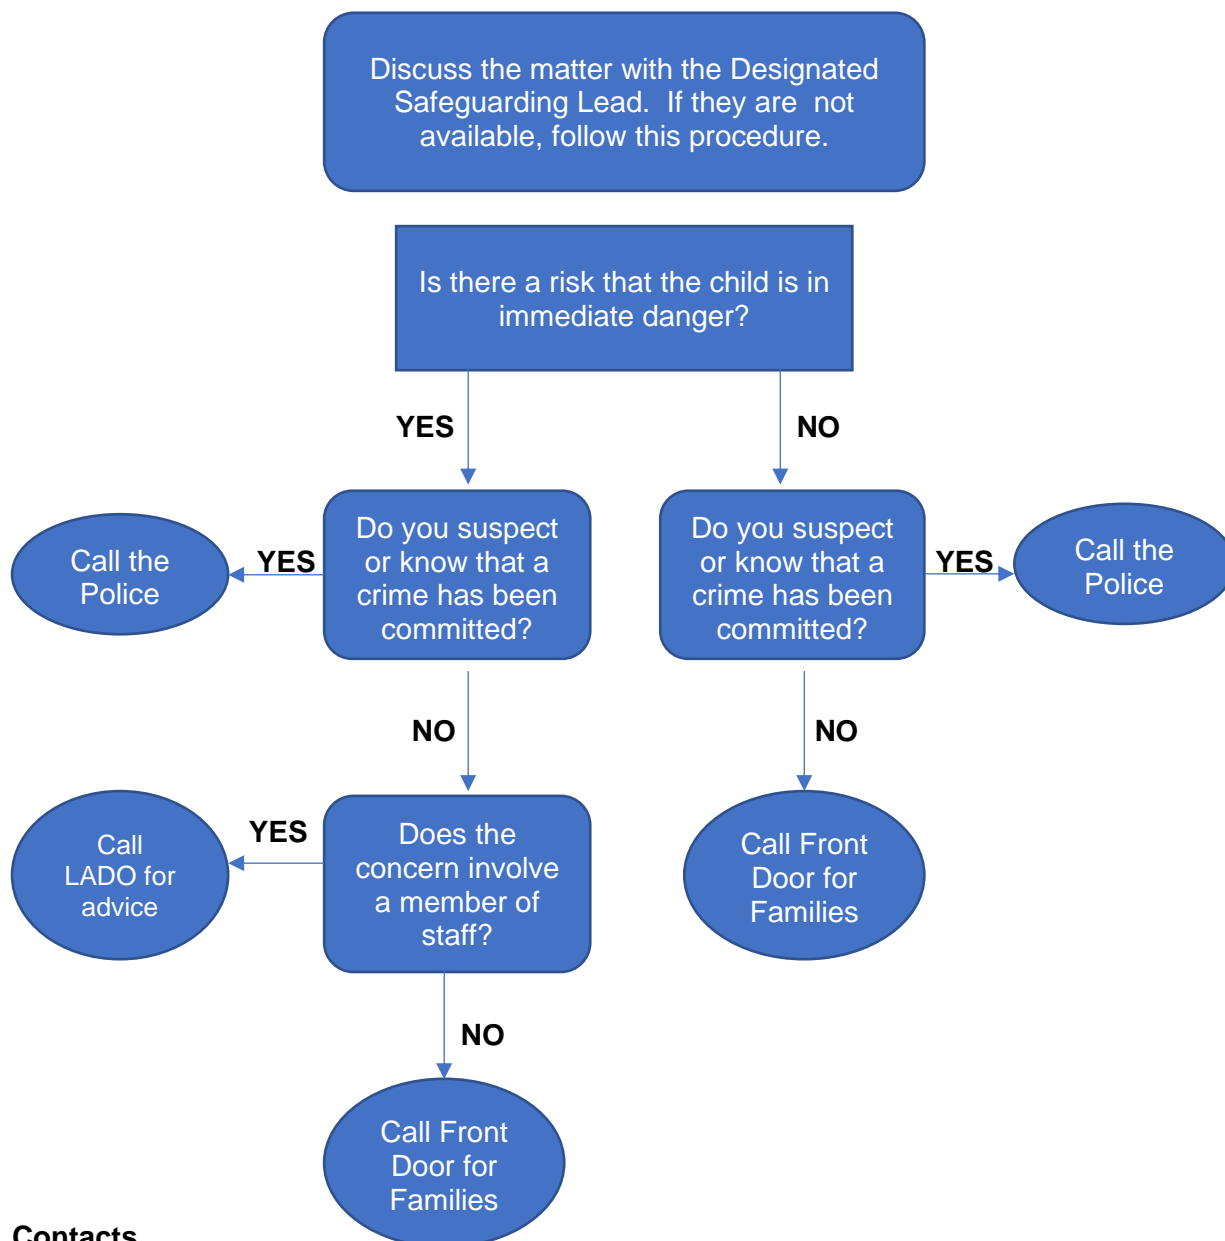 Discuss the matter with the Designated
Safeguarding Lead.  If they are  not
available, follow this procedure.
Is there a risk that the child is in
immediate danger?
YES
NO
Call the
Police
YES
Do you suspect
or know that a
crime has been
committed?
Do you suspect
or know that a
crime has been
committed?
YES
Call the
Police
NO
NO
Call
LADO for
advice
YES
Does the
concern involve
a member of
staff?
Call Front
Door for
Families
NO
Call Front
Door for
Families
Contacts